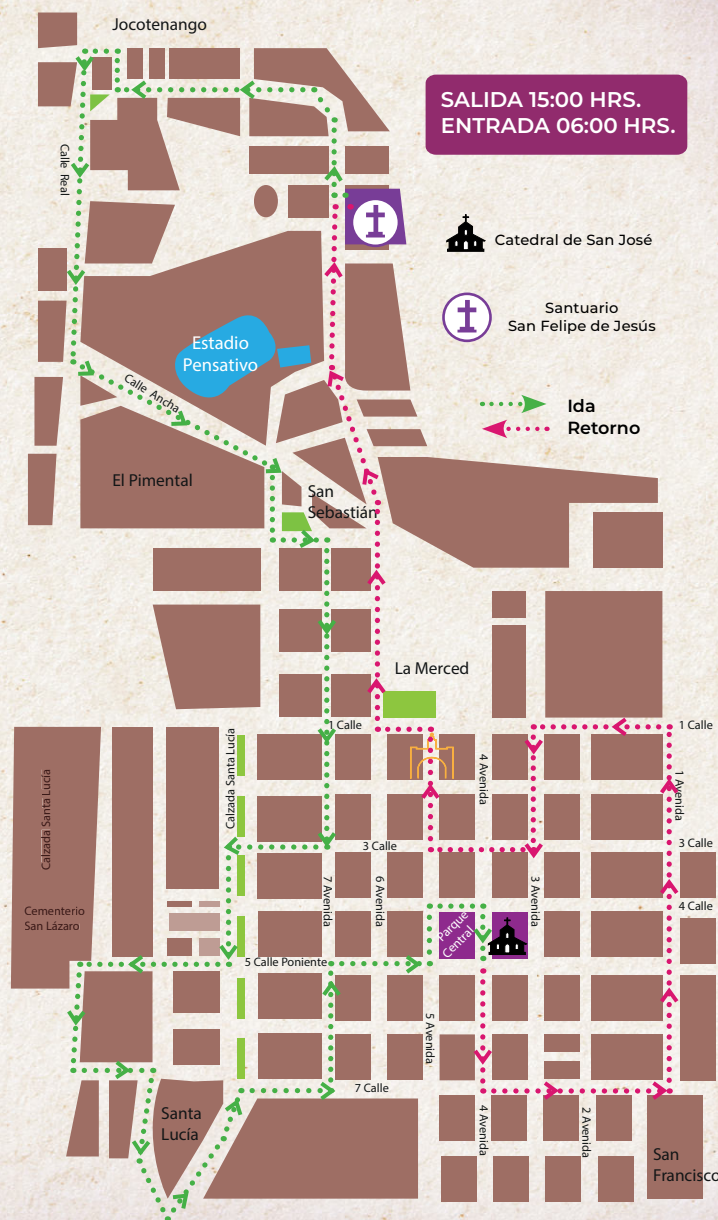 Jocotenango
SALIDA 15:00 HRS.
ENTRADA 06:00 HRS.
Calle Real
Catedral de San José
Santuario
San Felipe de Jesús
Estadio
Pensativo
Calle Ancha
Ida
Retorno
El Pimental
San
Sebastián
La Merced
1 Calle
1 Calle
Calzada Santa Lucía
4 Avenida
1 Avenida
Calzada Santa Lucía
3 Calle
3 Calle
7 Avenida
6 Avenida
3 Avenida
4 Calle
Cementerio
San Lázaro
Parque
Central
5 Calle Poniente
5 Avenida
7 Calle
Santa
Lucía
4 Avenida
2 Avenida
San
Francisco